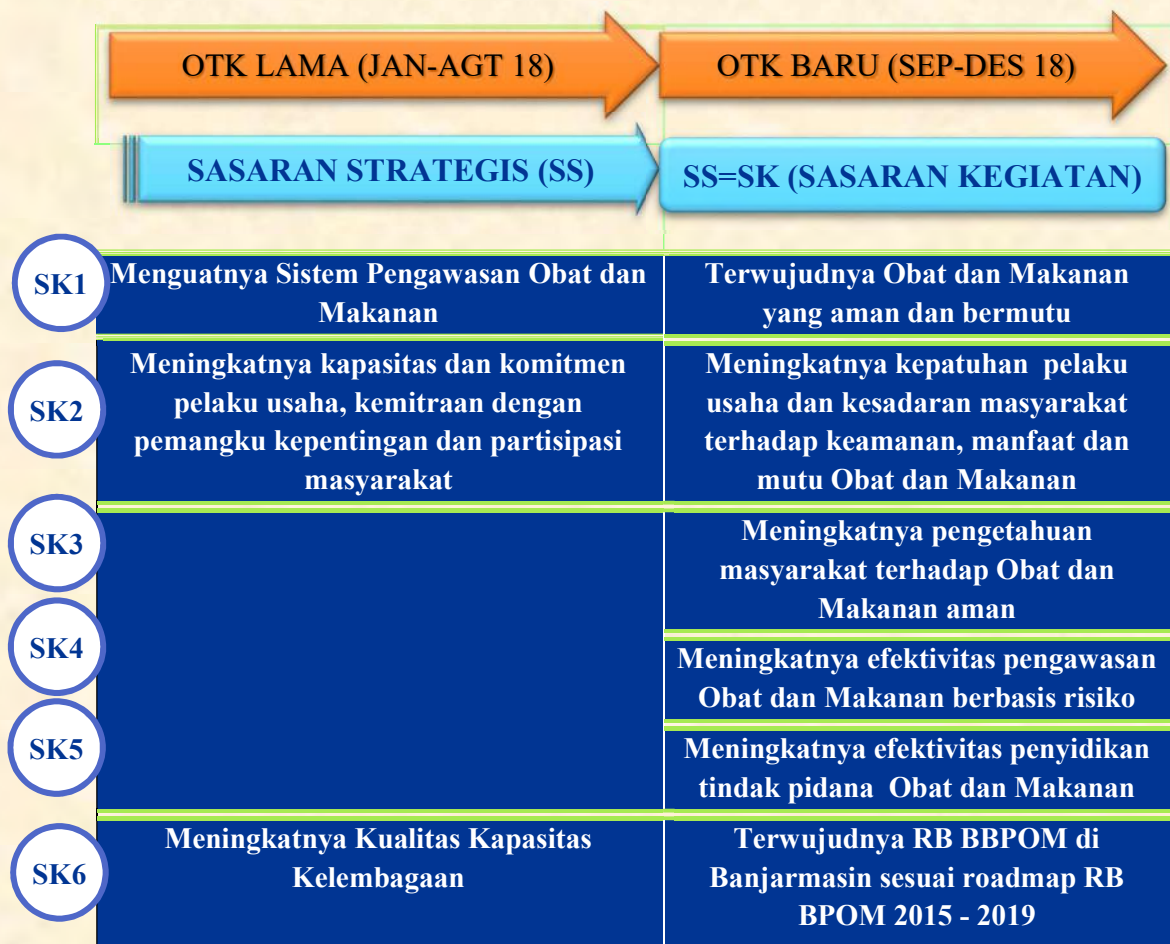 OTK LAMA (JAN-AGT 18)
OTK BARU (SEP-DES 18)
SASARAN STRATEGIS (SS)
SS=SK (SASARAN KEGIATAN)
SK1
Menguatnya Sistem Pengawasan Obat dan
Makanan
Terwujudnya Obat dan Makanan
yang aman dan bermutu
SK2
Meningkatnya kapasitas dan komitmen
pelaku usaha, kemitraan dengan
pemangku kepentingan dan partisipasi
masyarakat
Meningkatnya kepatuhan pelaku
usaha dan kesadaran masyarakat
terhadap keamanan, manfaat dan
mutu Obat dan Makanan
SK3
Meningkatnya pengetahuan
masyarakat terhadap Obat dan
Makanan aman
SK4
Meningkatnya efektivitas pengawasan
Obat dan Makanan berbasis risiko
SK5
Meningkatnya efektivitas penyidikan
tindak pidana Obat dan Makanan
SK6
Meningkatnya Kualitas Kapasitas
Kelembagaan
Terwujudnya RB BBPOM di
Banjarmasin sesuai roadmap RB
BPOM 2015 - 2019